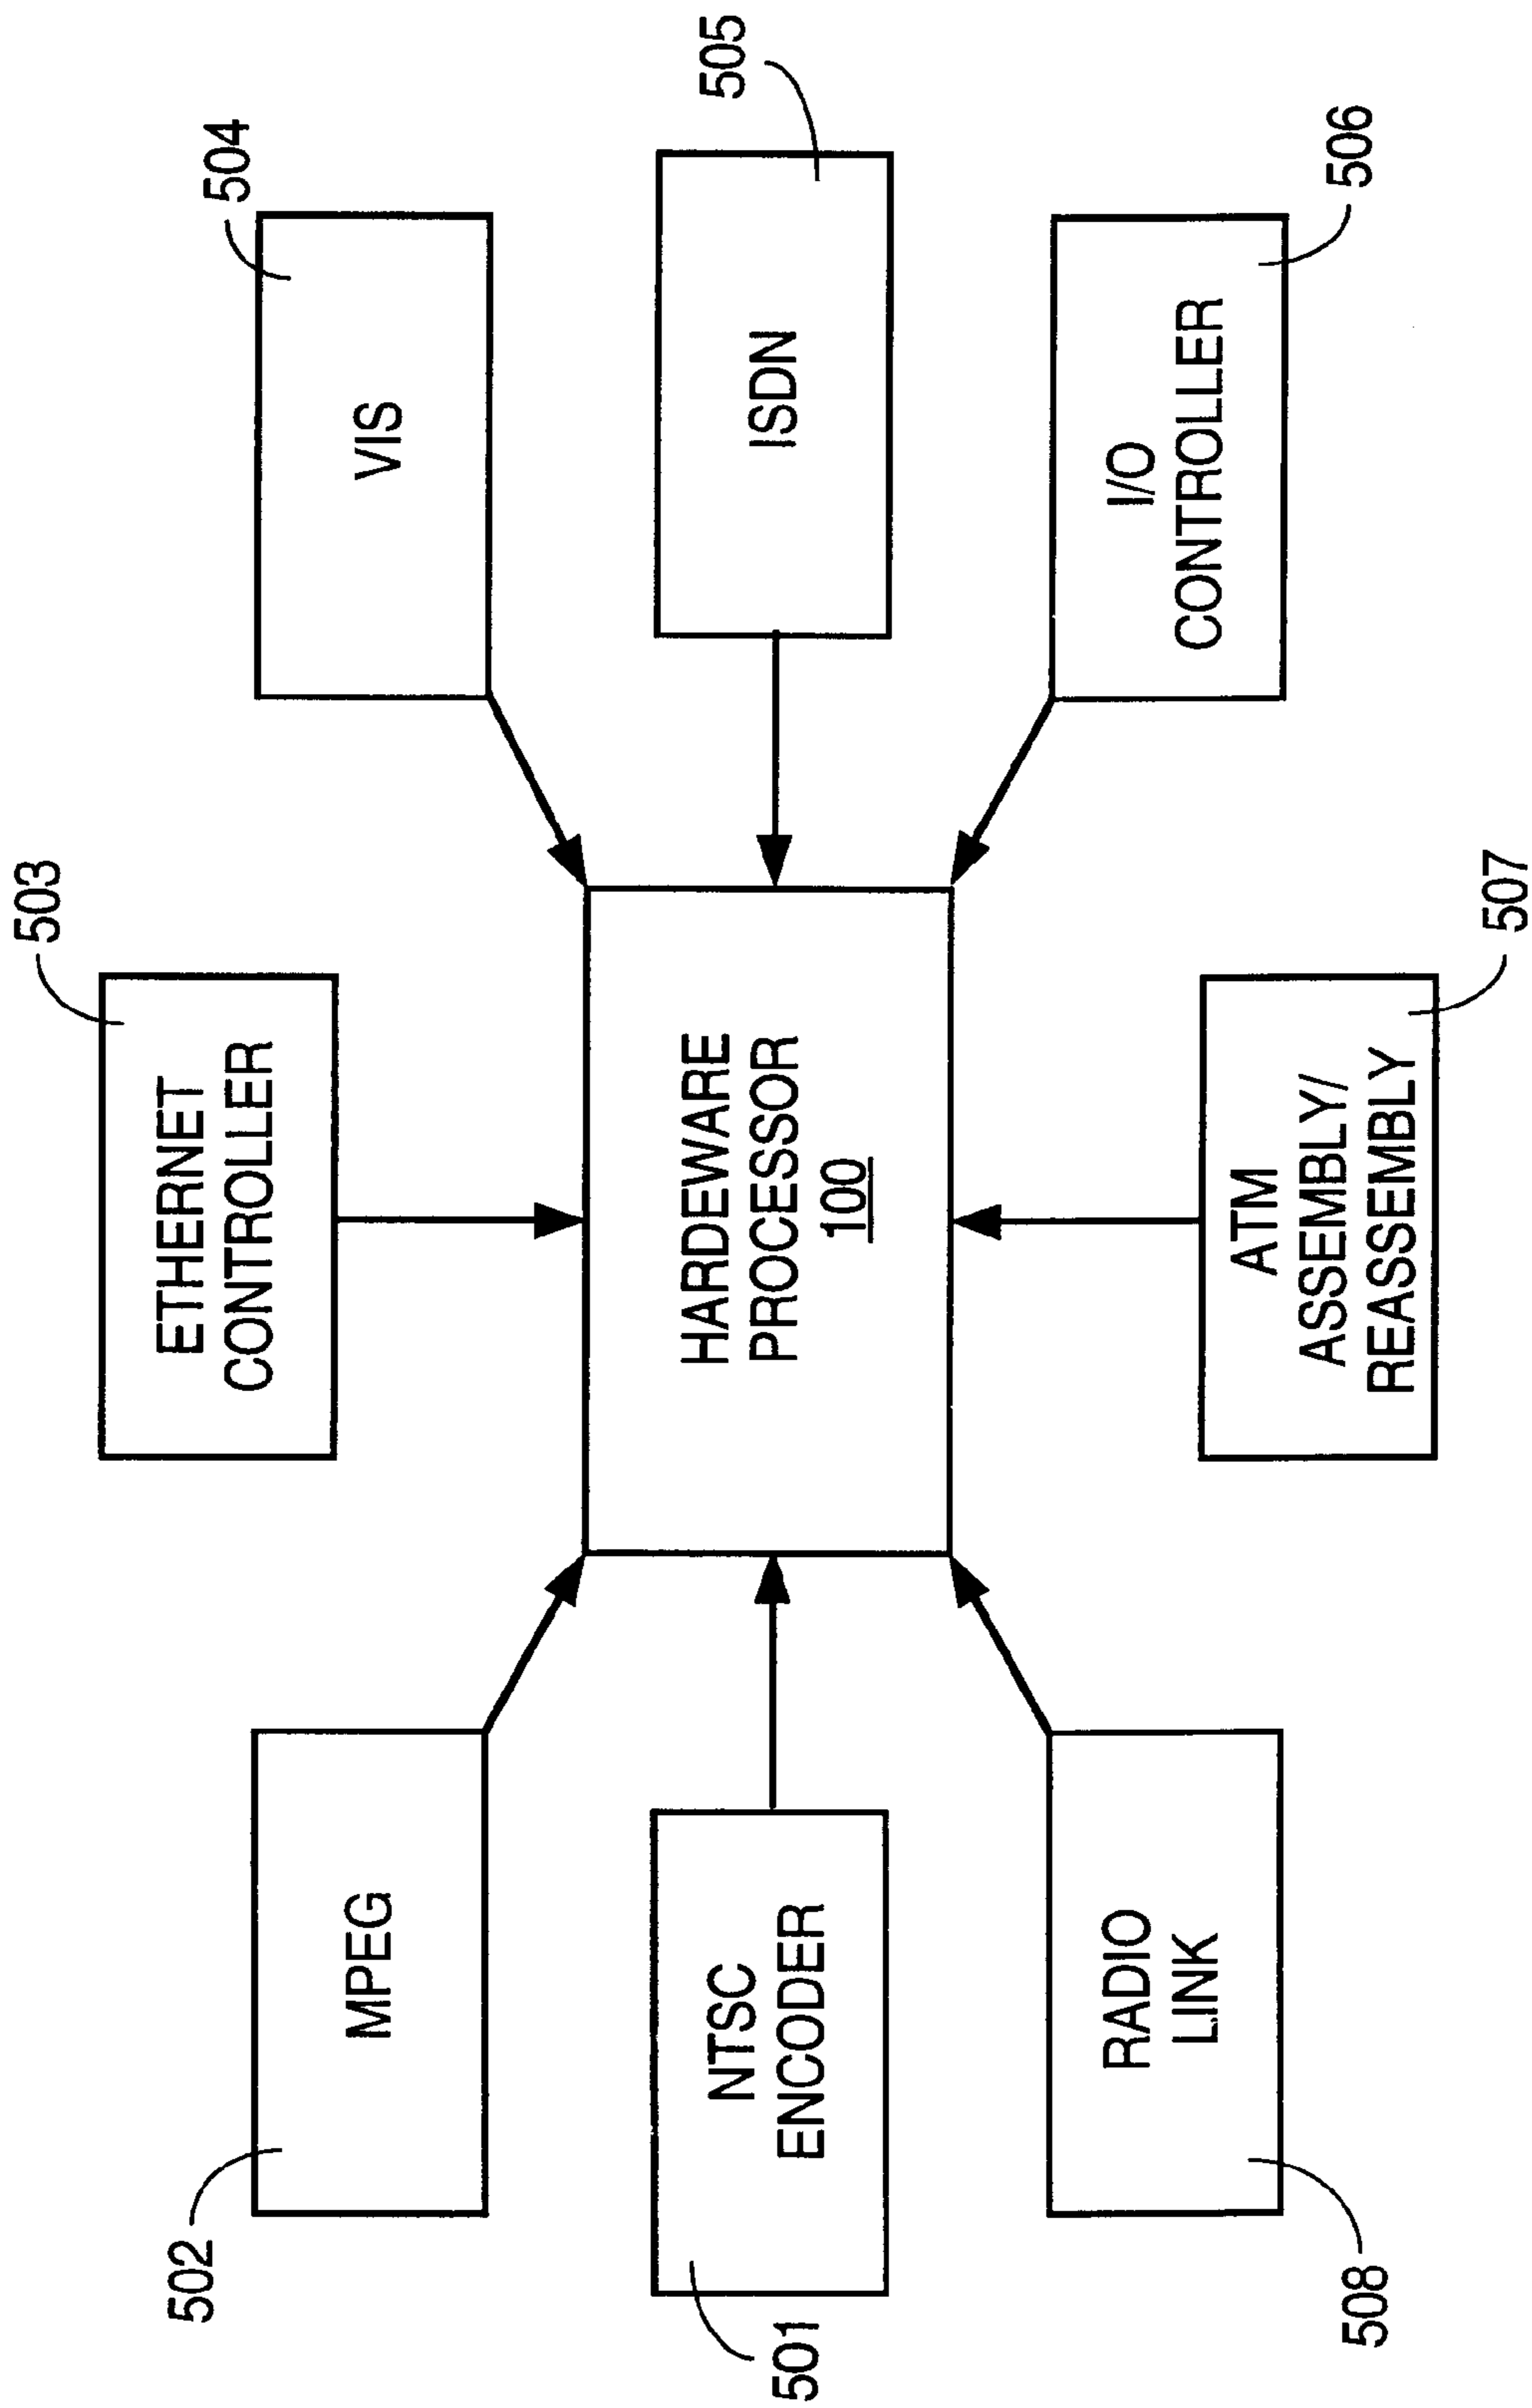 503
ETHERNET
CONTROLLER
502
MPEG
504
VIS
501
NTSC
ENCODER
HARDEWARE
PROCESSOR
100
ISDN
505
RADIO
LINK
508
I/O
CONTROLLER
506
ATM
ASSEMBLY/
REASSEMBLY
507